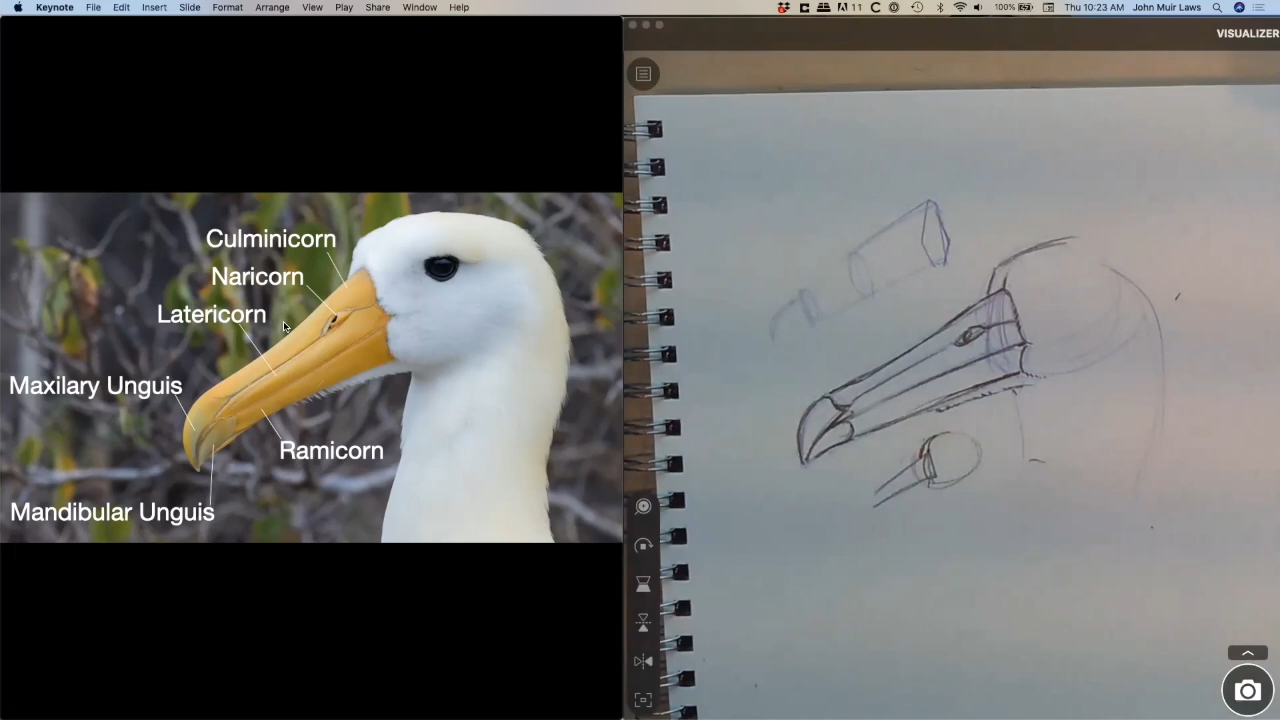 Keynote File Edit Insert Slide Format Arrange View Play Share Window Help
11 100% Thu 10:23 AM John Muir Laws
VISUALIZER
Culminicorn
Naricorn
Latericorn
Maxilary Unguis
Ramicorn
Mandibular Unguis